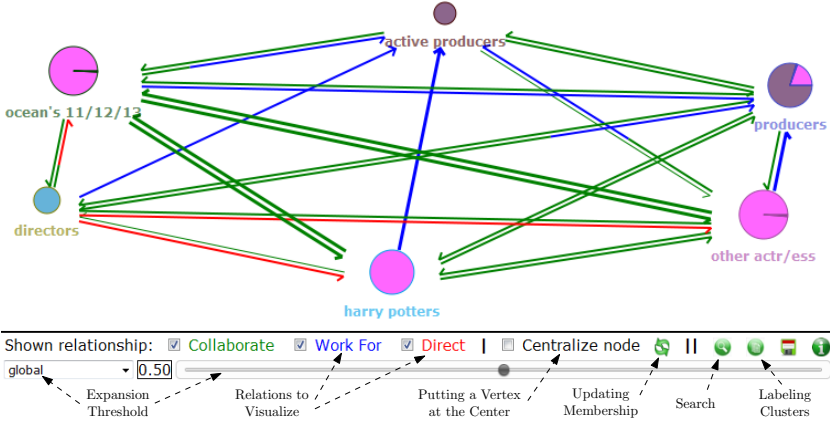 active producers
ocean's 11/12/13
producers
directors
other actr/ess
harry potters
Shown relationship: Collaborate Work For Direct | Centralize node ||
global 0.50
Expansion
Threshold
Relations to
Visualize
Putting a Vertex
at the Center
Updating
Membership
Search
Labeling
Clusters